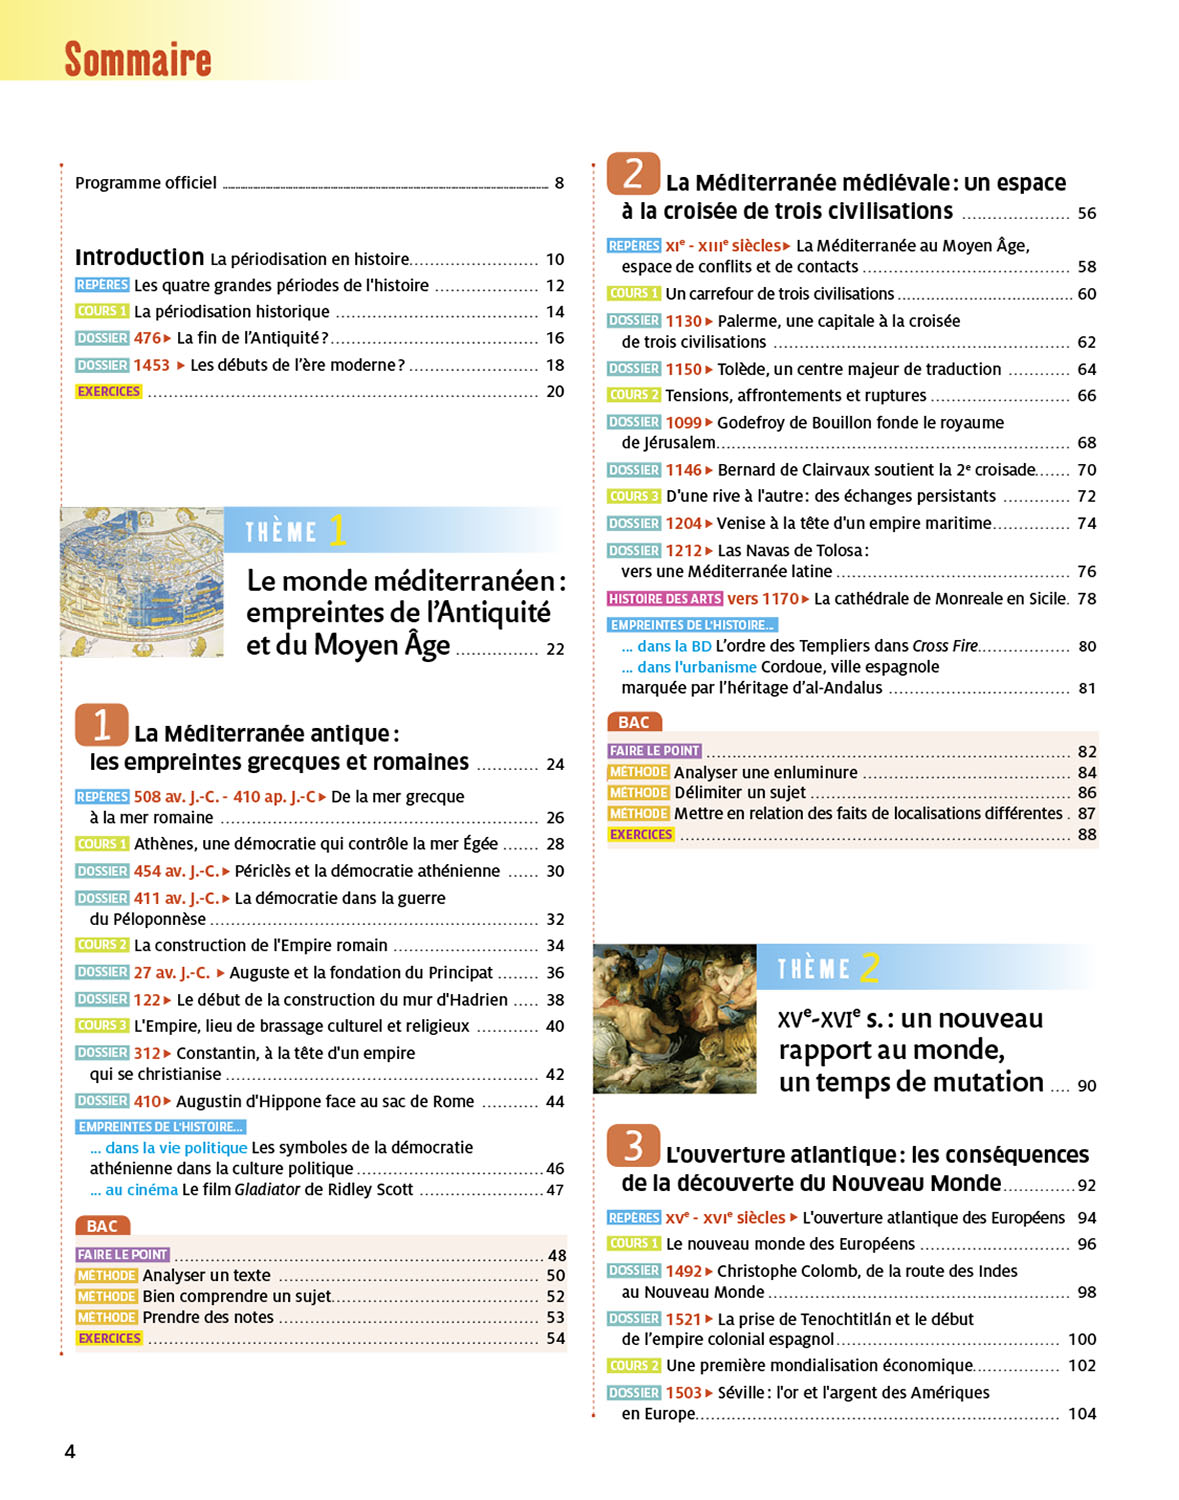 Sommaire
Programme officiel ........ 8
Introduction La périodisation en histoire........ 10
REPÈRES Les quatre grandes périodes de l'histoire ........ 12
COURS 1 La périodisation historique ........ 14
DOSSIER 476▶ La fin de l'Antiquité ?........ 16
DOSSIER 1453 ▶ Les débuts de l'ère moderne ? ........ 18
EXERCICES ........ 20
THÈME 1
Le monde méditerranéen :
empreintes de l'Antiquité
et du Moyen Âge ........ 22
1 La Méditerranée antique :
les empreintes grecques et romaines ........ 24
REPÈRES 508 av. J.-C. - 410 ap. J.-C▶ De la mer grecque
à la mer romaine ........ 26
COURS 1 Athènes, une démocratie qui contrôle la mer Égée ....... 28
DOSSIER 454 av. J.-C.▶ Périclès et la démocratie athénienne ...... 30
DOSSIER 411 av. J.-C.▶ La démocratie dans la guerre
du Péloponnèse ........ 32
COURS 2 La construction de l'Empire romain ........ 34
DOSSIER 27 av. J.-C. ▶ Auguste et la fondation du Principat ........ 36
DOSSIER 122▶ Le début de la construction du mur d'Hadrien ..... 38
COURS 3 L'Empire, lieu de brassage culturel et religieux ........ 40
DOSSIER 312▶ Constantin, à la tête d'un empire
qui se christianise ........ 42
DOSSIER 410▶ Augustin d'Hippone face au sac de Rome ........ 44
EMPREINTES DE L'HISTOIRE...
... dans la vie politique Les symboles de la démocratie
athénienne dans la culture politique ........ 46
... au cinéma Le film Gladiator de Ridley Scott ........ 47
BAC
FAIRE LE POINT ........ 48
MÉTHODE Analyser un texte ........ 50
MÉTHODE Bien comprendre un sujet........ 52
MÉTHODE Prendre des notes ........ 53
EXERCICES ........ 54
2 La Méditerranée médiévale : un espace
à la croisée de trois civilisations ........ 56
REPÈRES XIe - XIIIe siècles▶ La Méditerranée au Moyen Âge,
espace de conflits et de contacts ........ 58
COURS 1 Un carrefour de trois civilisations ........ 60
DOSSIER 1130▶ Palerme, une capitale à la croisée
de trois civilisations ........ 62
DOSSIER 1150▶ Tolède, un centre majeur de traduction ........ 64
COURS 2 Tensions, affrontements et ruptures ........ 66
DOSSIER 1099▶ Godefroy de Bouillon fonde le royaume
de Jérusalem........ 68
DOSSIER 1146▶ Bernard de Clairvaux soutient la 2e croisade....... 70
COURS 3 D'une rive à l'autre : des échanges persistants ........ 72
DOSSIER 1204▶ Venise à la tête d'un empire maritime........ 74
DOSSIER 1212▶ Las Navas de Tolosa :
vers une Méditerranée latine ........ 76
HISTOIRE DES ARTS vers 1170▶ La cathédrale de Monreale en Sicile. 78
EMPREINTES DE L'HISTOIRE...
... dans la BD L'ordre des Templiers dans Cross Fire........ 80
... dans l'urbanisme Cordoue, ville espagnole
marquée par l'héritage d'al-Andalus ........ 81
BAC
FAIRE LE POINT ........ 82
MÉTHODE Analyser une enluminure ........ 84
MÉTHODE Délimiter un sujet ........ 86
MÉTHODE Mettre en relation des faits de localisations différentes . 87
EXERCICES ........ 88
THÈME 2
XVe-XVIe s. : un nouveau
rapport au monde,
un temps de mutation .... 90
3 L'ouverture atlantique : les conséquences
de la découverte du Nouveau Monde........ 92
REPÈRES XVe - XVIe siècles ▶ L'ouverture atlantique des Européens 94
COURS 1 Le nouveau monde des Européens ........ 96
DOSSIER 1492▶ Christophe Colomb, de la route des Indes
au Nouveau Monde ........ 98
DOSSIER 1521▶ La prise de Tenochtitlán et le début
de l'empire colonial espagnol........ 100
COURS 2 Une première mondialisation économique........ 102
DOSSIER 1503▶ Séville : l'or et l'argent des Amériques
en Europe........ 104
4